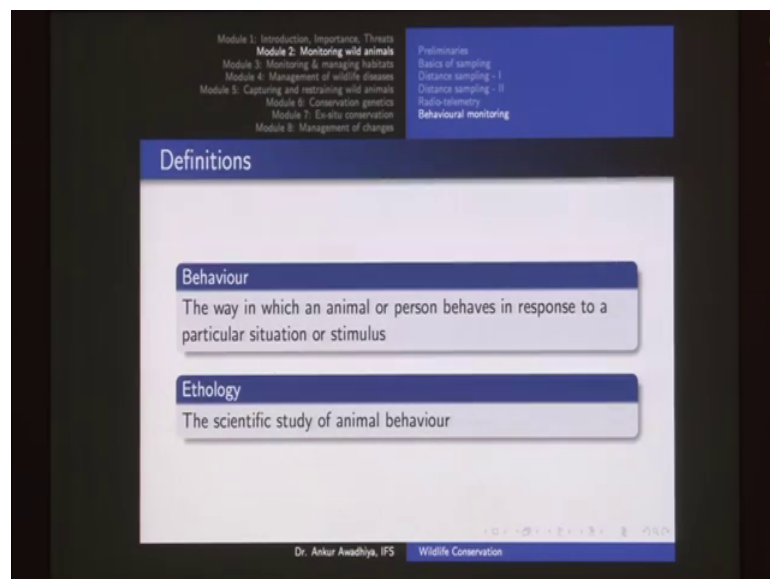 Module 1: Introduction, Importance, Threats
Module 2: Monitoring wild animals
Module 3: Monitoring & managing habitats
Module 4: Management of wildlife diseases
Module 5: Capturing and restraining wild animals
Module 6: Conservation genetics
Module 7: Ex-situ conservation
Module 8: Management of changes
Preliminaries
Basics of sampling
Distance sampling - I
Distance sampling - II
Radio-telemetry
Behavioural monitoring
Definitions
Behaviour
The way in which an animal or person behaves in response to a
particular situation or stimulus
Ethology
The scientific study of animal behaviour
Dr. Ankur Awadhiya, IFS
Wildlife Conservation